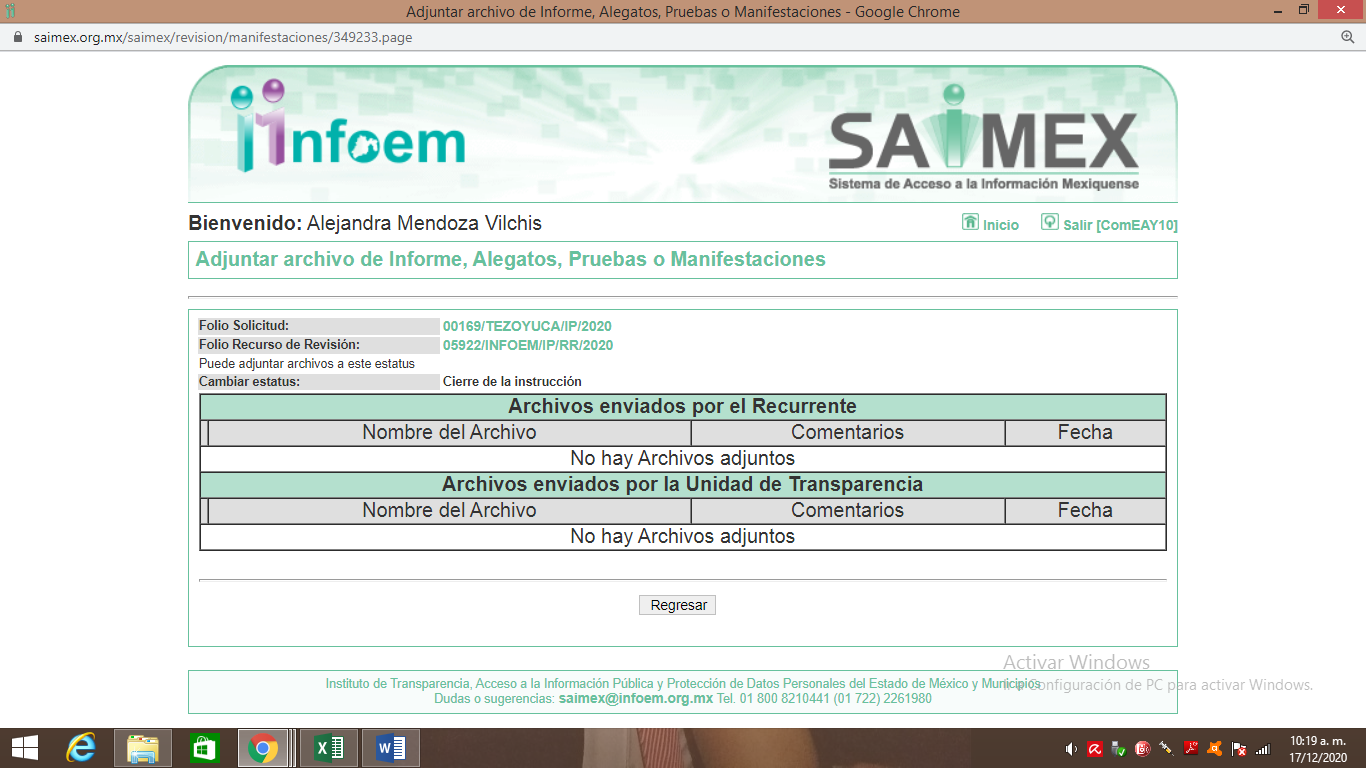 Adjuntar archivo de Informe, Alegatos, Pruebas o Manifestaciones - Google Chrome
saimex.org.mx/saimex/revision/manifestaciones/349233.page
infoem
SAIMEX
Sistema de Acceso a la Información Mexiquense
Bienvenido: Alejandra Mendoza Vilchis
Inicio Salir [ComEAY10]
Adjuntar archivo de Informe, Alegatos, Pruebas o Manifestaciones
Folio Solicitud: 00169/TEZOYUCA/IP/2020
Folio Recurso de Revisión: 05922/INFOEM/IP/RR/2020
Puede adjuntar archivos a este estatus
Cambiar estatus: Cierre de la instrucción
Archivos enviados por el Recurrente
Nombre del Archivo Comentarios Fecha
No hay Archivos adjuntos
Archivos enviados por la Unidad de Transparencia
Nombre del Archivo Comentarios Fecha
No hay Archivos adjuntos
Regresar
Activar Windows
Ir a Configuración de PC para activar Windows.
Instituto de Transparencia, Acceso a la Información Pública y Protección de Datos Personales del Estado de México y Municipios
Dudas o sugerencias: saimex@infoem.org.mx Tel. 01 800 8210441 (01 722) 2261980
10:19 a. m.
17/12/2020